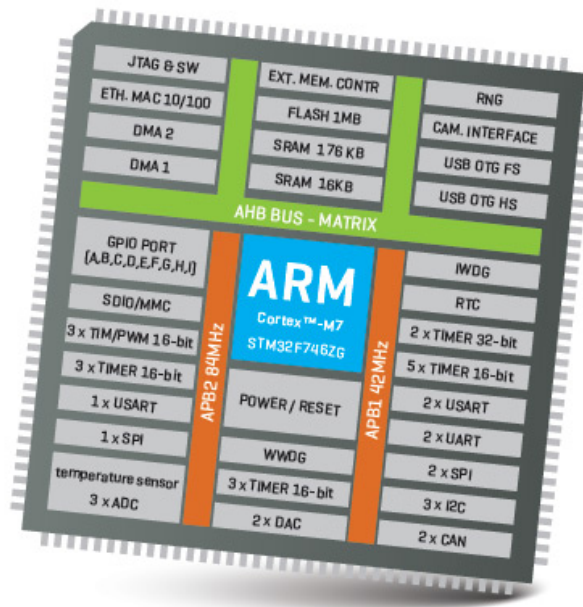 JTAG & SW
ETH. MAC 10/100
DMA 2
DMA 1
EXT. MEM. CONTR
FLASH 1MB
SRAM 176 KB
SRAM 16KB
RNG
CAM. INTERFACE
USB OTG FS
USB OTG HS
AHB BUS - MATRIX
GPIO PORT
(A,B,C,D,E,F,G,H,I)
SDIO/MMC
3 x TIM/PWM 16-bit
3 x TIMER 16-bit
1 x USART
1 x SPI
temperature sensor
3 x ADC
APB2 84MHz
ARM
Cortex™-M7
STM32F746ZG
POWER / RESET
WWDG
3 x TIMER 16-bit
2 x DAC
APB1 42MHz
IWDG
RTC
2 x TIMER 32-bit
5 x TIMER 16-bit
2 x USART
2 x UART
2 x SPI
3 x I2C
2 x CAN